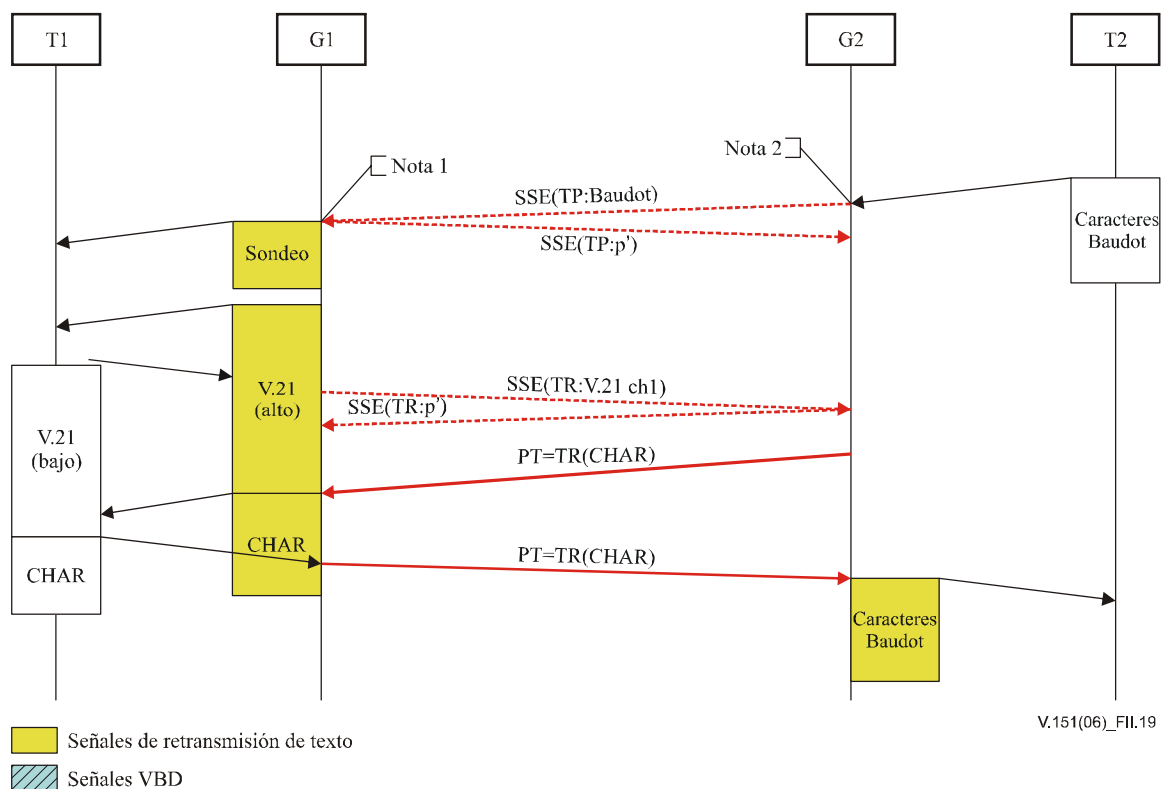 T1
G1
G2
T2
Nota 1
Nota 2
SSE(TP:Baudot)
Caracteres
Baudot
Sondeo
SSE(TP:p')
V.21
(alto)
SSE(TR:V.21 ch1)
SSE(TR:p')
V.21
(bajo)
PT=TR(CHAR)
CHAR
PT=TR(CHAR)
CHAR
Caracteres
Baudot
V.151(06)_FII.19
Señales de retransmisión de texto
Señales VBD